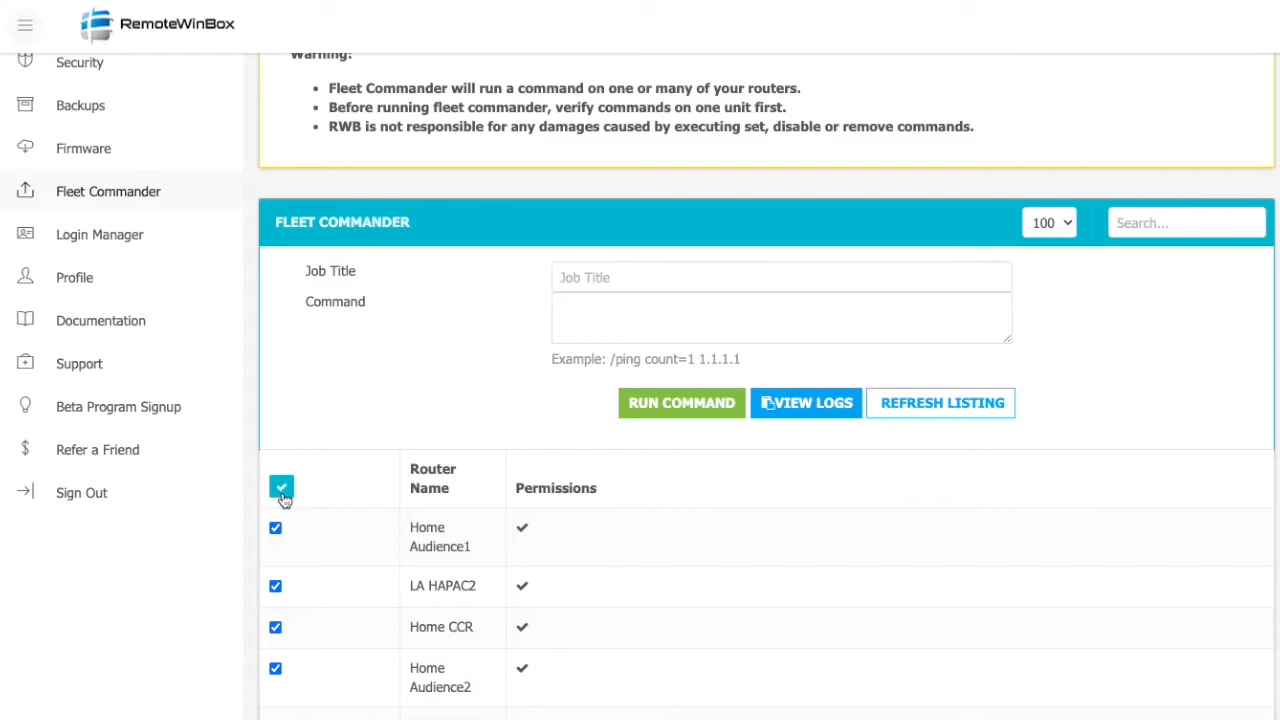 RemoteWinBox
Security
Backups
Firmware
Fleet Commander
Login Manager
Profile
Documentation
Support
Beta Program Signup
Refer a Friend
Sign Out
Warning:
Fleet Commander will run a command on one or many of your routers.
Before running fleet commander, verify commands on one unit first.
RWB is not responsible for any damages caused by executing set, disable or remove commands.
FLEET COMMANDER
100
Search...
Job Title
Job Title
Command
Example: /ping count=1 1.1.1.1
RUN COMMAND
VIEW LOGS
REFRESH LISTING
Router
Name
Permissions
Home
Audience1
LA HAPAC2
Home CCR
Home
Audience2